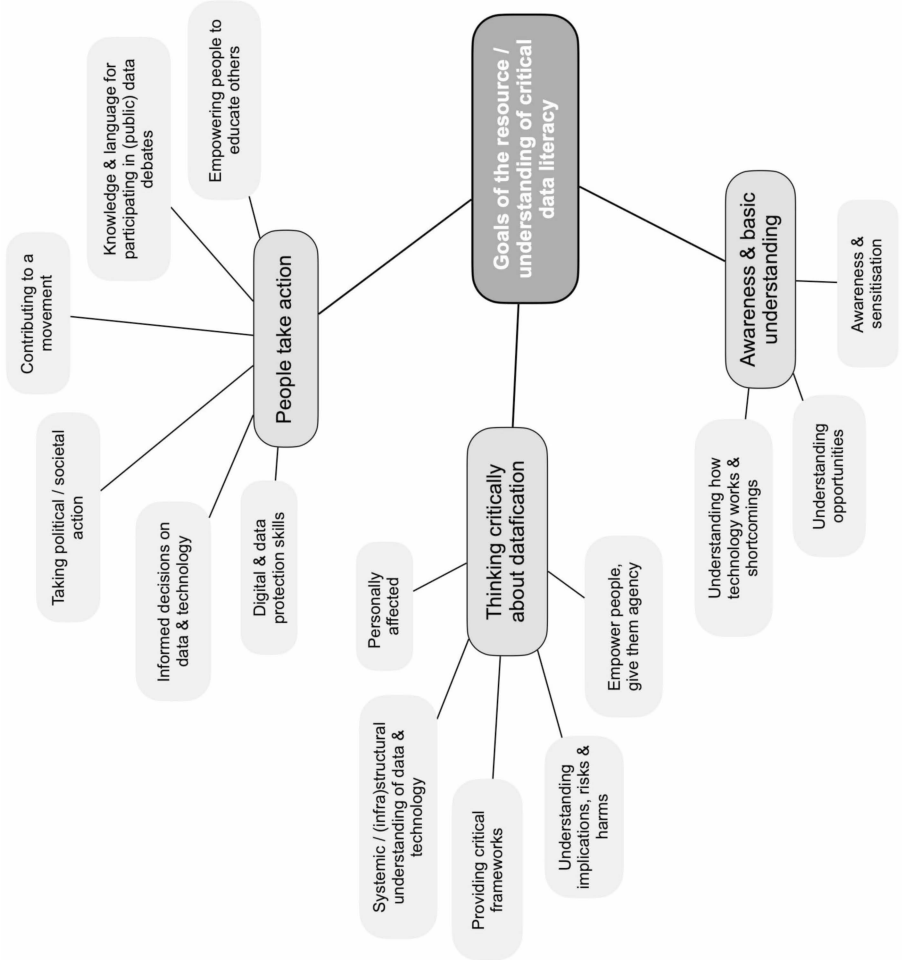 Goals of the resource /
understanding of critical
data literacy
People take action
Digital & data
protection skills
Informed decisions on
data & technology
Taking political / societal
action
Contributing to a
movement
Knowledge & language for
participating in (public) data
debates
Empowering people to
educate others
Thinking critically
about datafication
Personally
affected
Systemic / (infra)structural
understanding of data &
technology
Providing critical
frameworks
Understanding
implications, risks &
harms
Empower people,
give them agency
Awareness & basic
understanding
Understanding how
technology works &
shortcomings
Understanding
opportunities
Awareness &
sensitisation